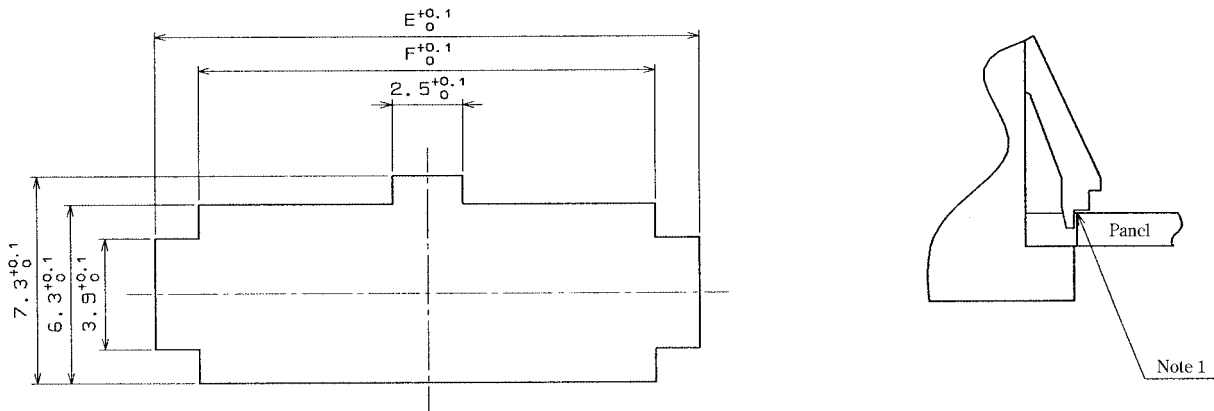 E +0.1 0
F +0.1 0
2.5 +0.1 0
7.3 +0.1 0
6.3 +0.1 0
3.9 +0.1 0
Panel
Note 1